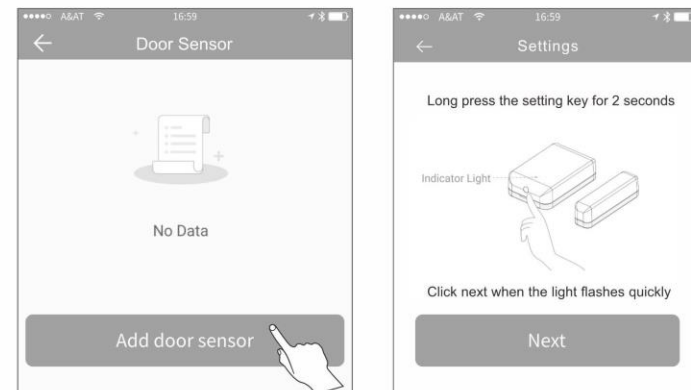 ●●●●○ A&AT 16:59
Door Sensor
No Data
Add door sensor
●●●●○ A&AT 16:59
Settings
Long press the setting key for 2 seconds
Indicator Light
Click next when the light flashes quickly
Next